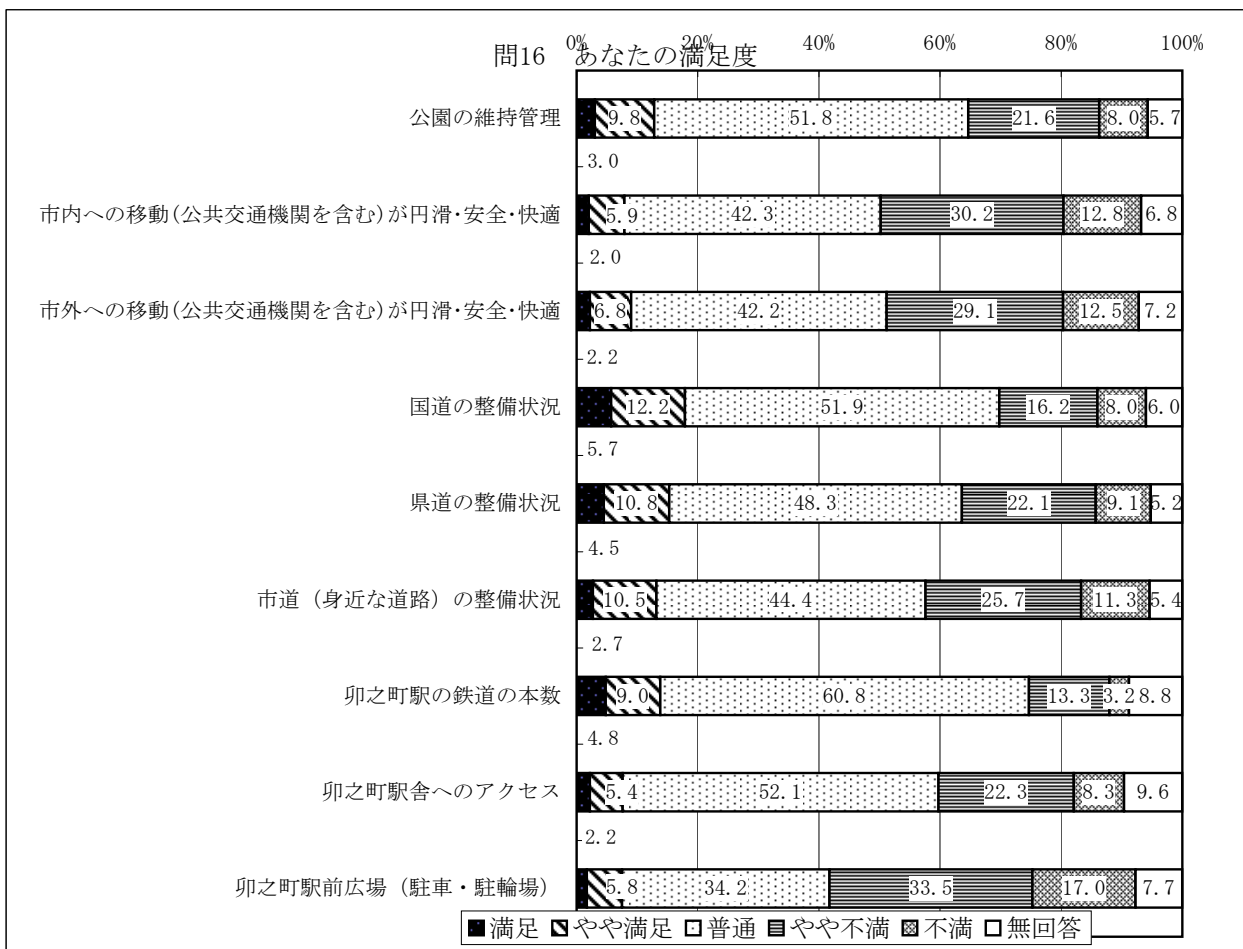 0% 20% 40% 60% 80% 100%
問16 あなたの満足度
公園の維持管理 9.8 51.8 21.6 8.0 5.7
3.0
市内への移動(公共交通機関を含む)が円滑・安全・快適 5.9 42.3 30.2 12.8 6.8
2.0
市外への移動(公共交通機関を含む)が円滑・安全・快適 6.8 42.2 29.1 12.5 7.2
2.2
国道の整備状況 12.2 51.9 16.2 8.0 6.0
5.7
県道の整備状況 10.8 48.3 22.1 9.1 5.2
4.5
市道（身近な道路）の整備状況 10.5 44.4 25.7 11.3 5.4
2.7
卯之町駅の鉄道の本数 9.0 60.8 13.3 3.2 8.8
4.8
卯之町駅舎へのアクセス 5.4 52.1 22.3 8.3 9.6
2.2
卯之町駅前広場（駐車・駐輪場） 5.8 34.2 33.5 17.0 7.7
満足 やや満足 普通 やや不満 不満 無回答